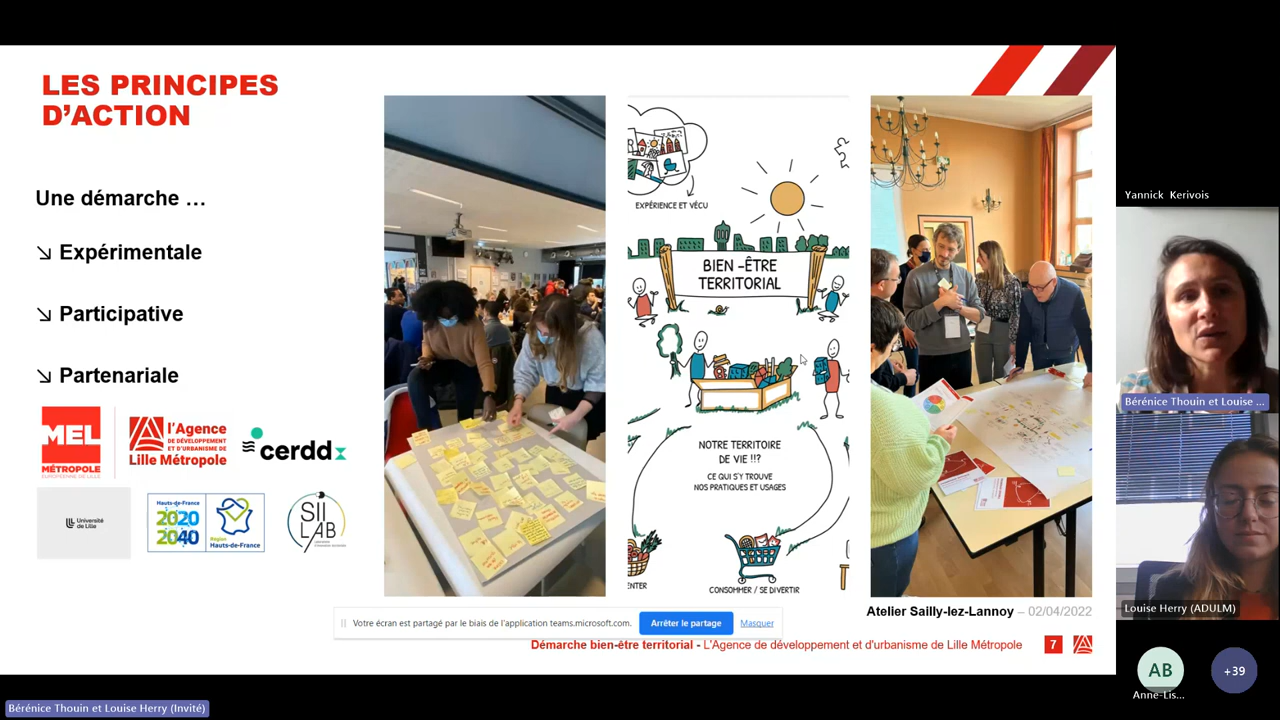 LES PRINCIPES
D'ACTION
Une démarche …
↘ Expérimentale
↘ Participative
↘ Partenariale
MEL
MÉTROPOLE
EUROPÉENNE DE LILLE
l'Agence
DE DÉVELOPPEMENT
ET D'URBANISME DE
Lille Métropole
cerdd
Université
de Lille
Hauts-de-France
2020
2040
Région
Hauts-de-France
SIILAB
EXPÉRIENCE ET VÉCU
BIEN-ÊTRE
TERRITORIAL
NOTRE TERRITOIRE
DE VIE !!?
CE QUI S'Y TROUVE
NOS PRATIQUES ET USAGES
ENTER
CONSOMMER / SE DIVERTIR
Atelier Sailly-lez-Lannoy – 02/04/2022
Votre écran est partagé par le biais de l'application teams.microsoft.com.
Arrêter le partage
Masquer
Démarche bien-être territorial - L'Agence de développement et d'urbanisme de Lille Métropole
7
Yannick Kerivois
Bérénice Thouin et Louise ...
Louise Herry (ADULM)
AB
Anne-Lis...
+39
Bérénice Thouin et Louise Herry (Invité)